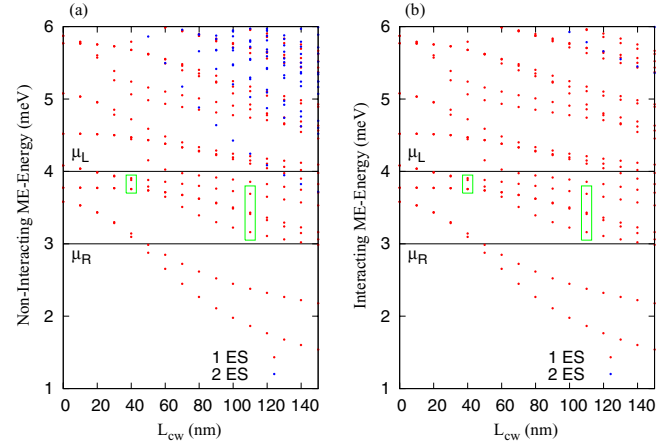 (a)
6
5
4
3
2
1
Non-Interacting ME-Energy (meV)
μL
μR
1 ES
2 ES
0 20 40 60 80 100 120 140
Lcw (nm)
(b)
6
5
4
3
2
1
Interacting ME-Energy (meV)
μL
μR
1 ES
2 ES
0 20 40 60 80 100 120 140
Lcw (nm)